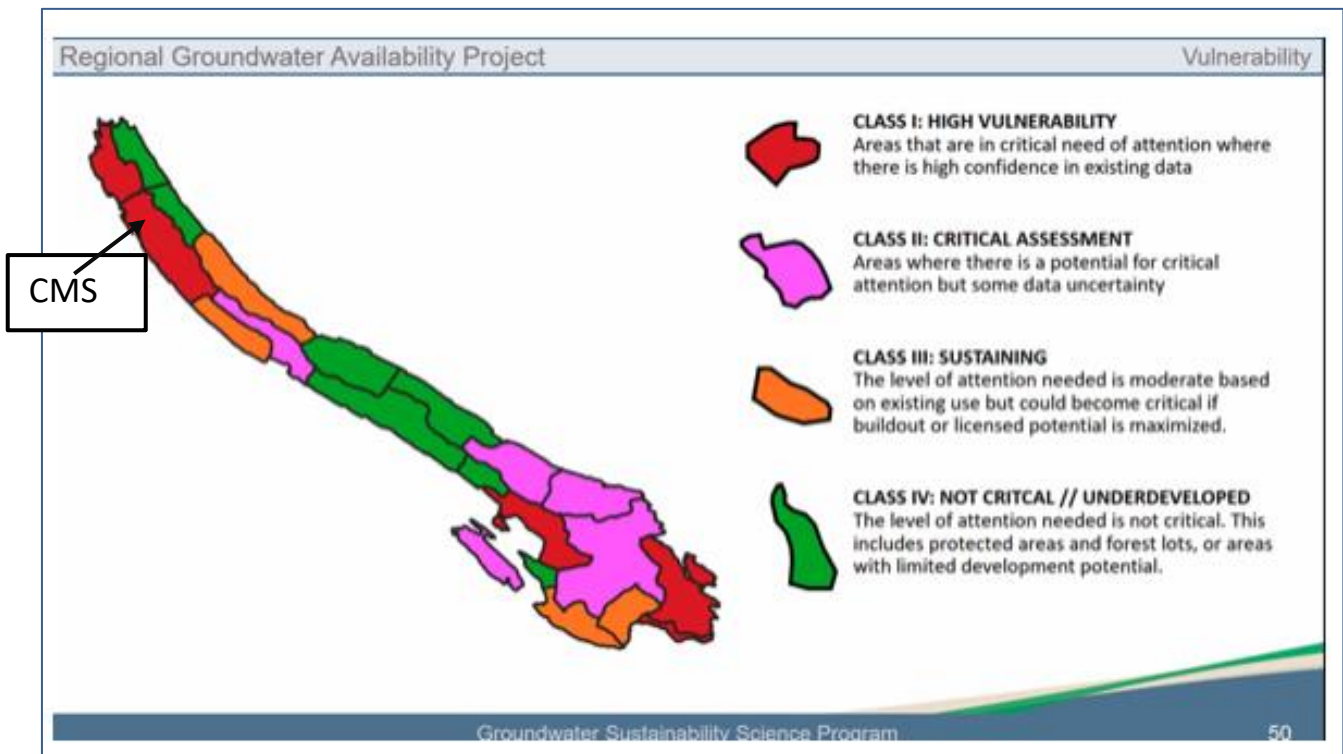 Regional Groundwater Availability Project
Vulnerability
CLASS I: HIGH VULNERABILITY
Areas that are in critical need of attention where
there is high confidence in existing data
CMS
CLASS II: CRITICAL ASSESSMENT
Areas where there is a potential for critical
attention but some data uncertainty
CLASS III: SUSTAINING
The level of attention needed is moderate based
on existing use but could become critical if
buildout or licensed potential is maximized.
CLASS IV: NOT CRITCAL // UNDERDEVELOPED
The level of attention needed is not critical. This
includes protected areas and forest lots, or areas
with limited development potential.
Groundwater Sustainability Science Program
50